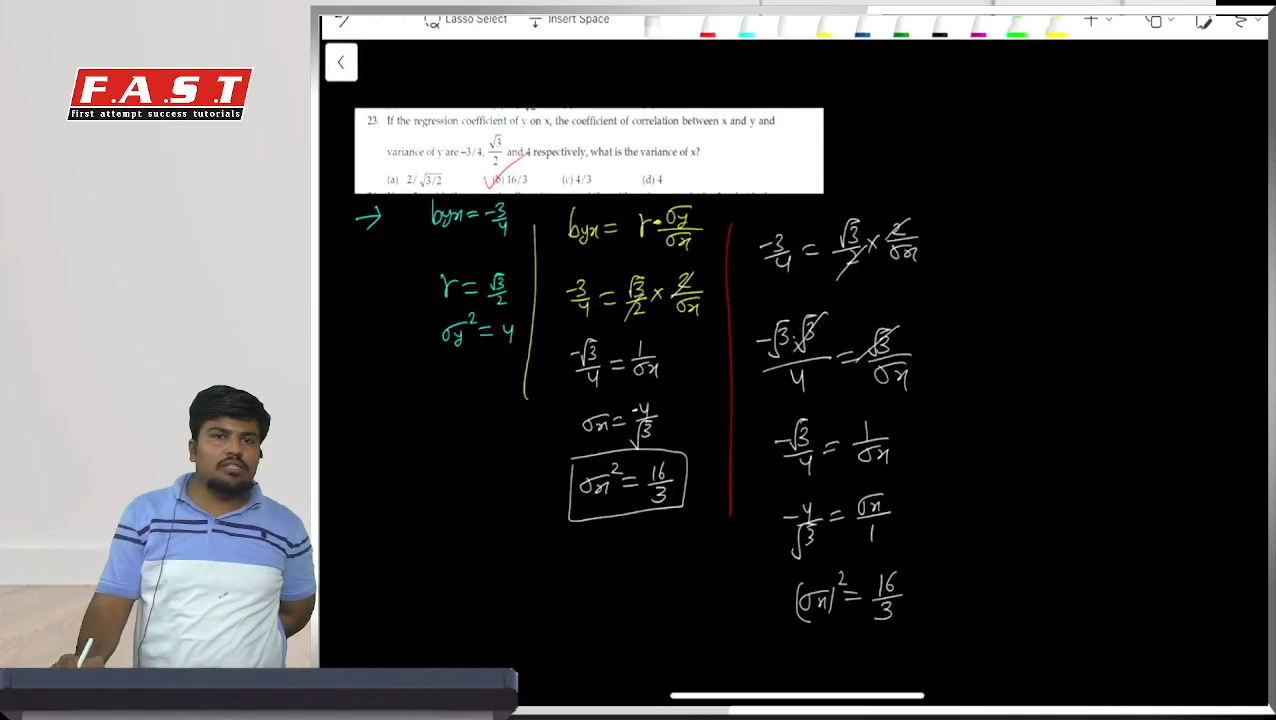 Lasso Select
Insert Space
F.A.S.T
first attempt success tutorials
23. If the regression coefficient of y on x, the coefficient of correlation between x and y and
variance of y are –3/4, √3/2 and 4 respectively, what is the variance of x?
(a) 2/√3/2 (b) 16/3 (c) 4/3 (d) 4
→ byx = -3/4
r = √3/2
σy² = 4
byx = r · σy/σx
-3/4 = √3/2 × 2/σx
-√3/4 = 1/σx
σx = -4/√3
σx² = 16/3
-3/4 = √3/2 × 2/σx
-√3 × √3/4 = √3/σx
-√3/4 = 1/σx
-4/√3 = σx/1
(σx)² = 16/3